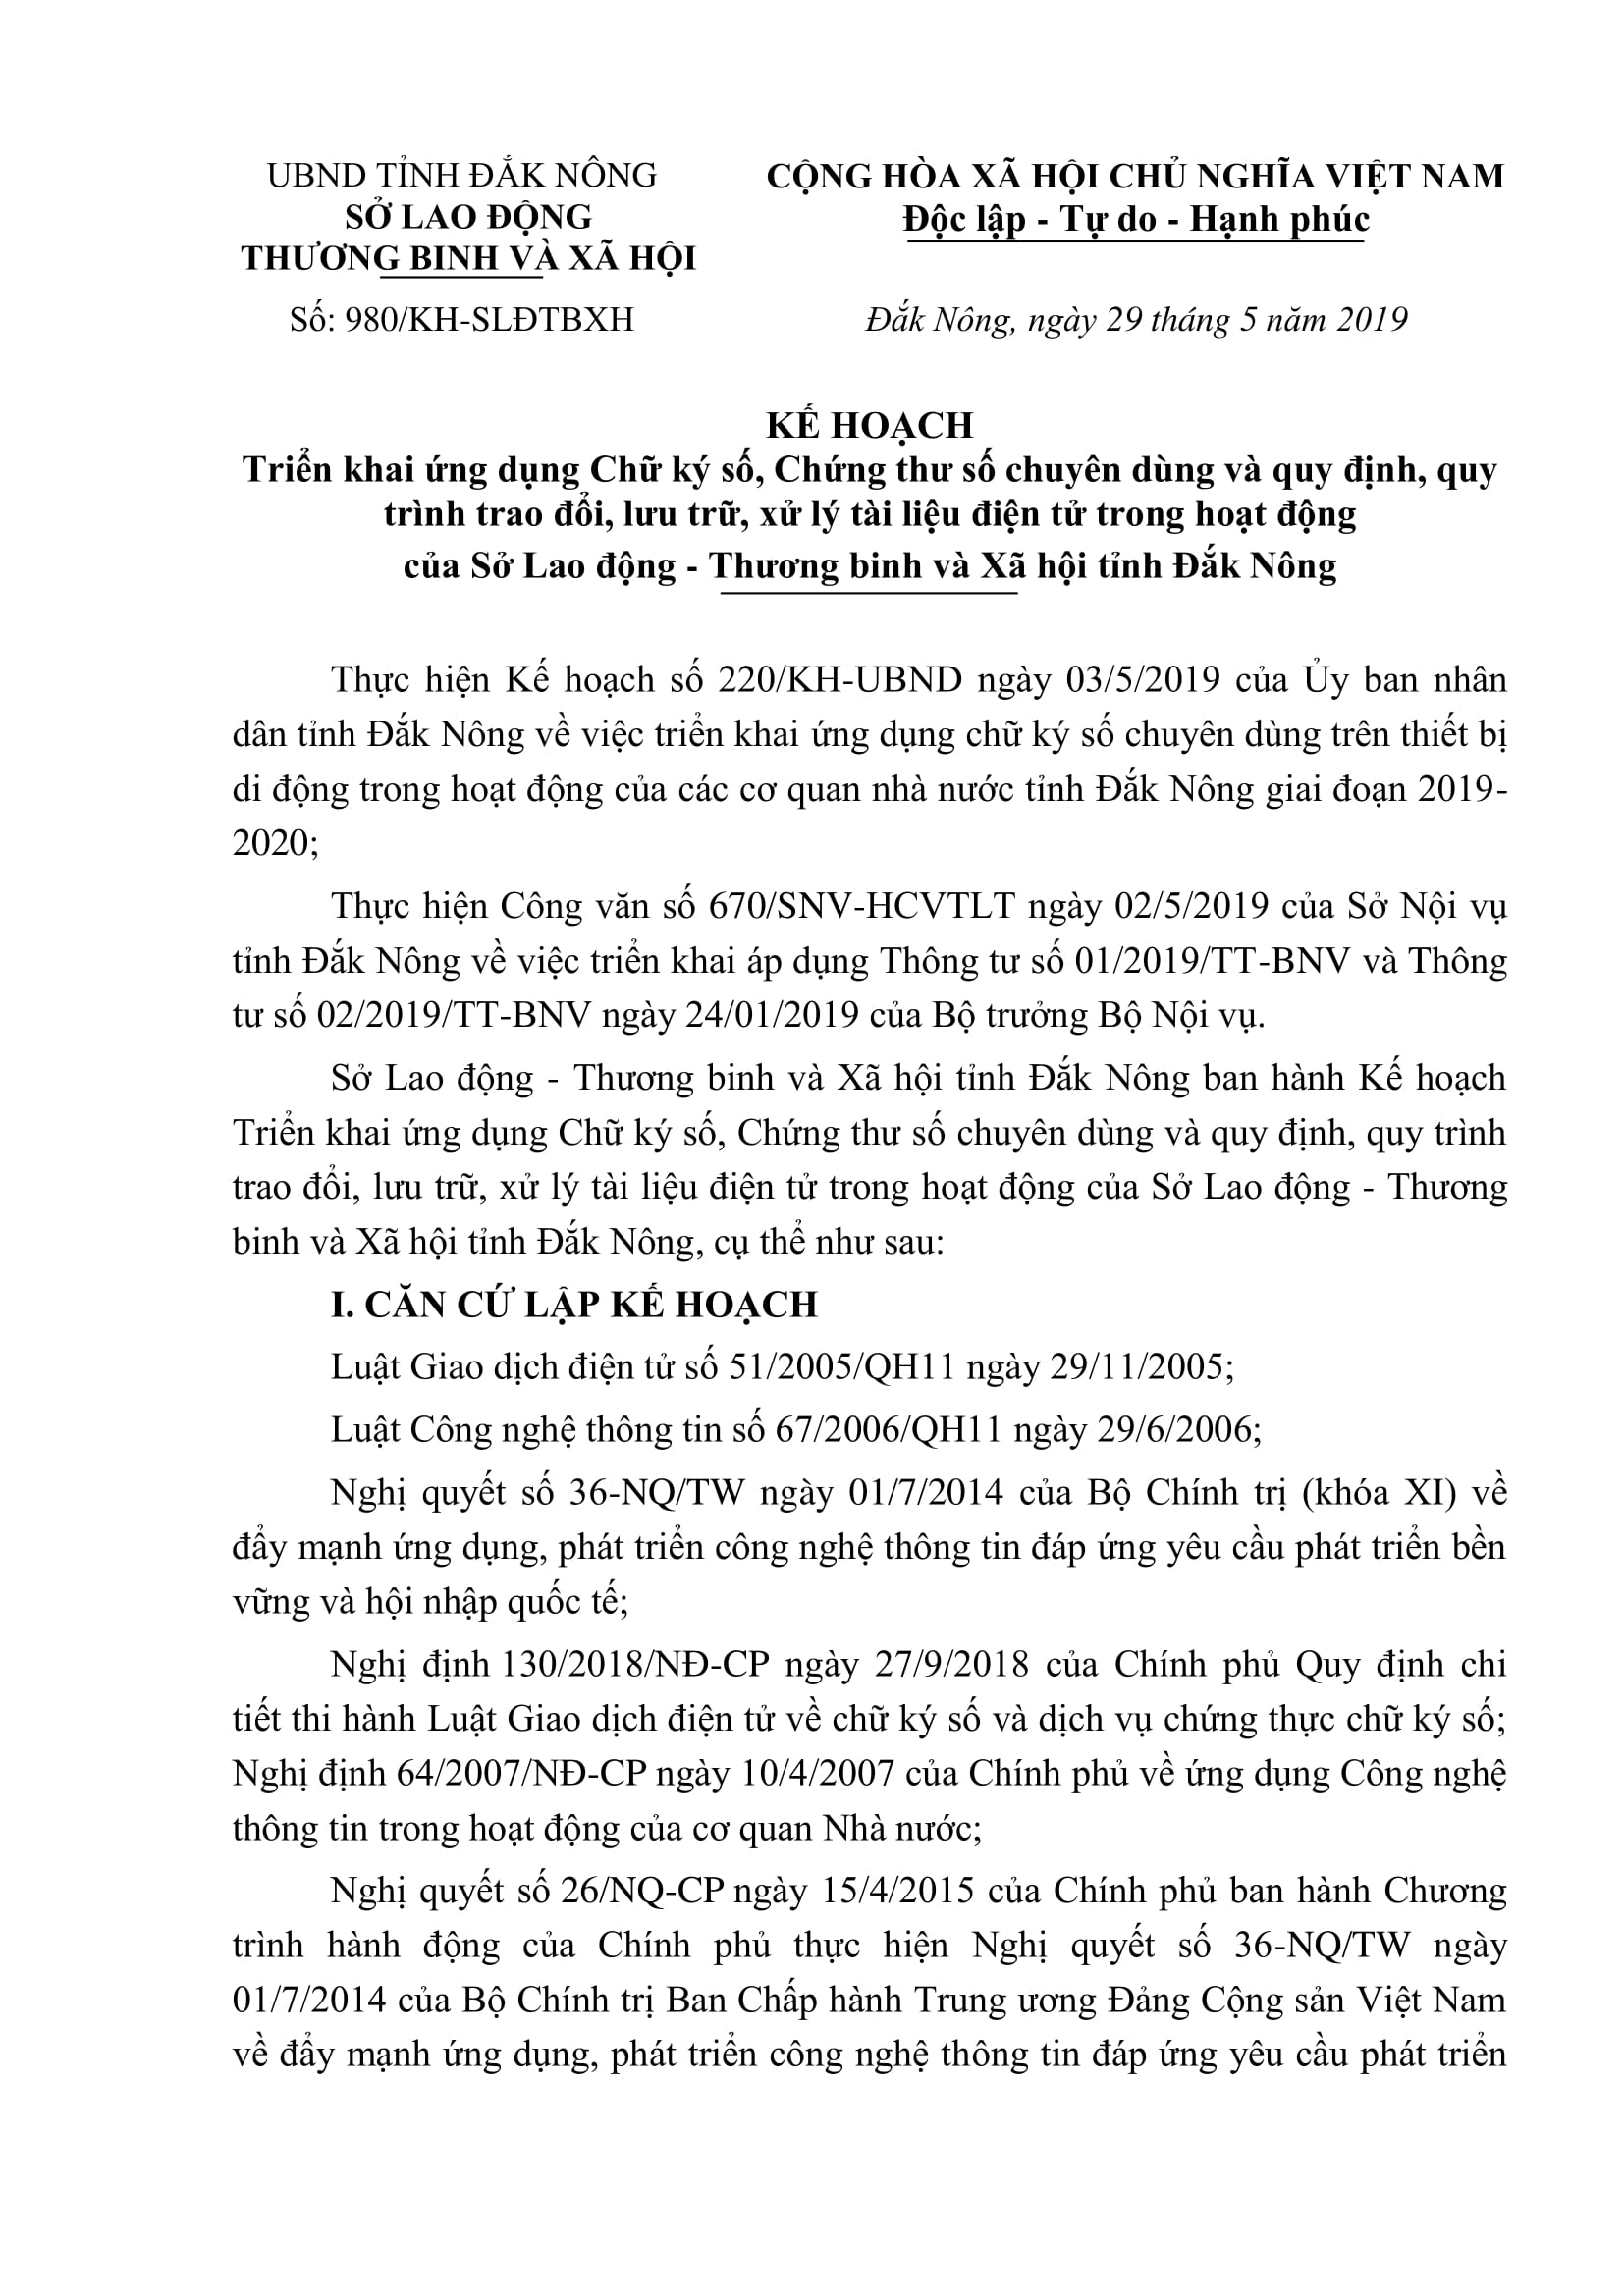 UBND TỈNH ĐẮK NÔNG
SỞ LAO ĐỘNG
THƯƠNG BINH VÀ XÃ HỘI
Số: 980/KH-SLĐTBXH
CỘNG HÒA XÃ HỘI CHỦ NGHĨA VIỆT NAM
Độc lập - Tự do - Hạnh phúc
Đắk Nông, ngày 29 tháng 5 năm 2019
KẾ HOẠCH
Triển khai ứng dụng Chữ ký số, Chứng thư số chuyên dùng và quy định, quy
trình trao đổi, lưu trữ, xử lý tài liệu điện tử trong hoạt động
của Sở Lao động - Thương binh và Xã hội tỉnh Đắk Nông
Thực hiện Kế hoạch số 220/KH-UBND ngày 03/5/2019 của Ủy ban nhân
dân tỉnh Đắk Nông về việc triển khai ứng dụng chữ ký số chuyên dùng trên thiết bị
di động trong hoạt động của các cơ quan nhà nước tỉnh Đắk Nông giai đoạn 2019-
2020;
Thực hiện Công văn số 670/SNV-HCVTLT ngày 02/5/2019 của Sở Nội vụ
tỉnh Đắk Nông về việc triển khai áp dụng Thông tư số 01/2019/TT-BNV và Thông
tư số 02/2019/TT-BNV ngày 24/01/2019 của Bộ trưởng Bộ Nội vụ.
Sở Lao động - Thương binh và Xã hội tỉnh Đắk Nông ban hành Kế hoạch
Triển khai ứng dụng Chữ ký số, Chứng thư số chuyên dùng và quy định, quy trình
trao đổi, lưu trữ, xử lý tài liệu điện tử trong hoạt động của Sở Lao động - Thương
binh và Xã hội tỉnh Đắk Nông, cụ thể như sau:
I. CĂN CỨ LẬP KẾ HOẠCH
Luật Giao dịch điện tử số 51/2005/QH11 ngày 29/11/2005;
Luật Công nghệ thông tin số 67/2006/QH11 ngày 29/6/2006;
Nghị quyết số 36-NQ/TW ngày 01/7/2014 của Bộ Chính trị (khóa XI) về
đẩy mạnh ứng dụng, phát triển công nghệ thông tin đáp ứng yêu cầu phát triển bền
vững và hội nhập quốc tế;
Nghị định 130/2018/NĐ-CP ngày 27/9/2018 của Chính phủ Quy định chi
tiết thi hành Luật Giao dịch điện tử về chữ ký số và dịch vụ chứng thực chữ ký số;
Nghị định 64/2007/NĐ-CP ngày 10/4/2007 của Chính phủ về ứng dụng Công nghệ
thông tin trong hoạt động của cơ quan Nhà nước;
Nghị quyết số 26/NQ-CP ngày 15/4/2015 của Chính phủ ban hành Chương
trình hành động của Chính phủ thực hiện Nghị quyết số 36-NQ/TW ngày
01/7/2014 của Bộ Chính trị Ban Chấp hành Trung ương Đảng Cộng sản Việt Nam
về đẩy mạnh ứng dụng, phát triển công nghệ thông tin đáp ứng yêu cầu phát triển